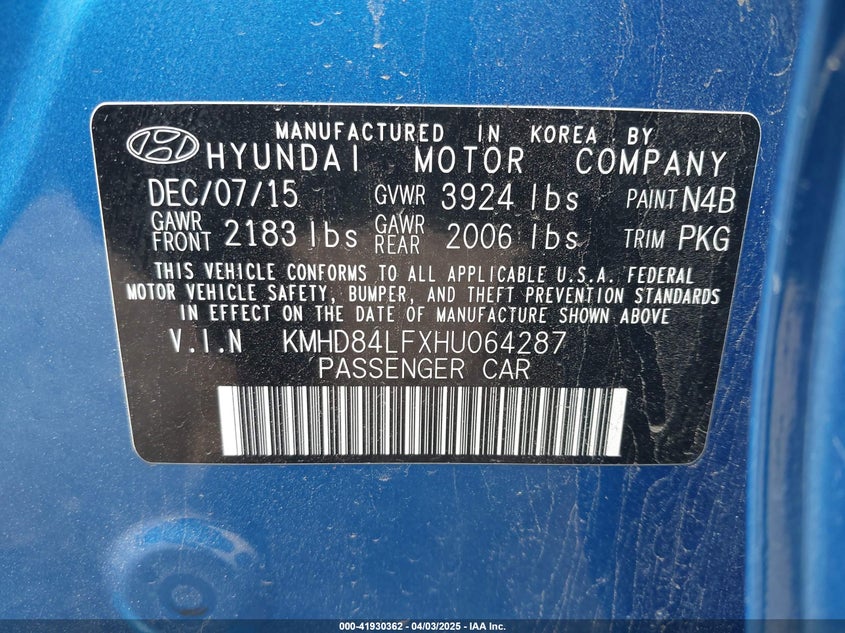 MANUFACTURED IN KOREA BY
HYUNDAI MOTOR COMPANY
DEC/07/15 GVWR 3924 lbs PAINT N4B
GAWR FRONT 2183 lbs GAWR REAR 2006 lbs TRIM PKG
THIS VEHICLE CONFORMS TO ALL APPLICABLE U.S.A. FEDERAL
MOTOR VEHICLE SAFETY, BUMPER, AND THEFT PREVENTION STANDARDS
IN EFFECT ON THE DATE OF MANUFACTURE SHOWN ABOVE
V.I.N KMHD84LFXHU064287
PASSENGER CAR
000-41930362 - 04/03/2025 - IAA Inc.